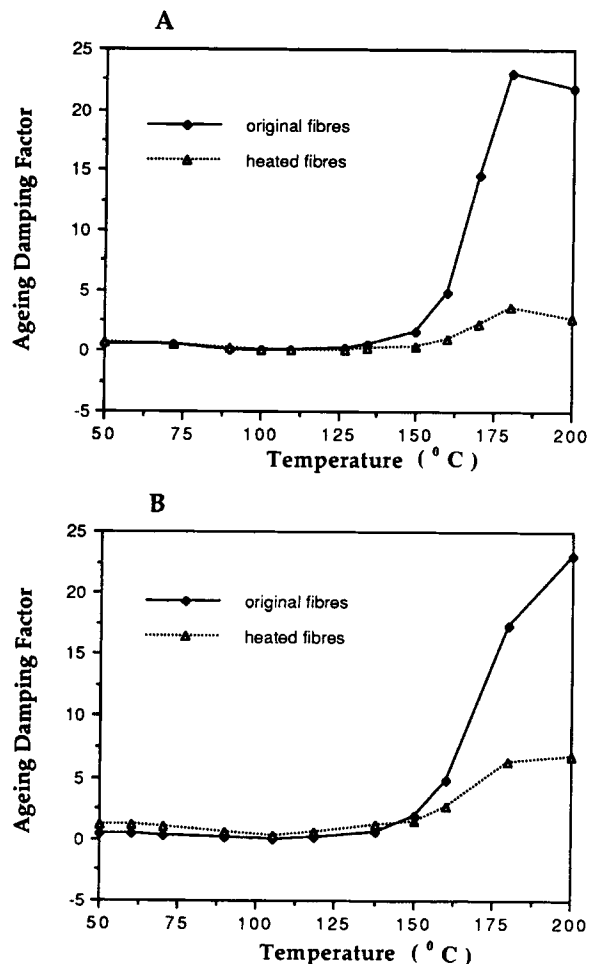 A
Ageing Damping Factor
25
20
15
10
5
0
-5
original fibres
heated fibres
50
75
100
125
150
175
200
Temperature (°C)
B
Ageing Damping Factor
25
20
15
10
5
0
-5
original fibres
heated fibres
50
75
100
125
150
175
200
Temperature (°C)